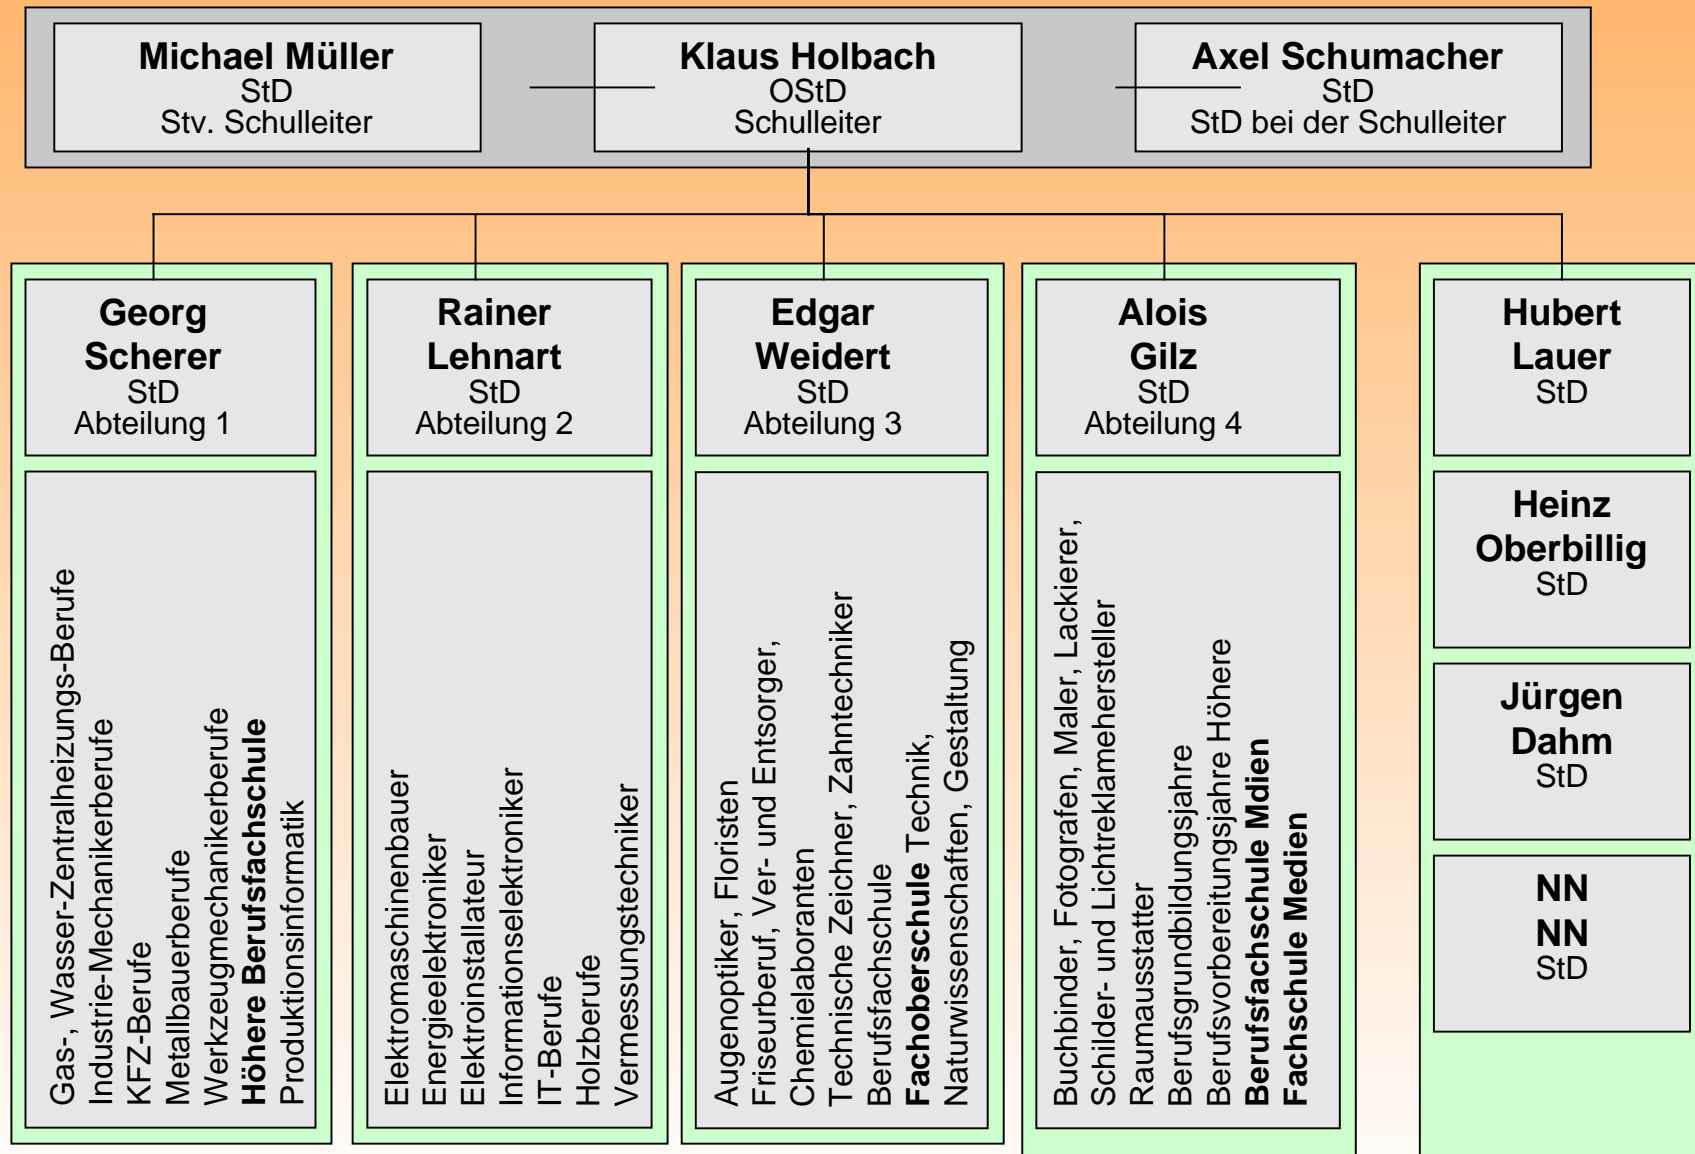 Michael Müller
StD
Stv. Schulleiter
Klaus Holbach
OStD
Schulleiter
Axel Schumacher
StD
StD bei der Schulleiter
Georg
Scherer
StD
Abteilung 1
Gas-, Wasser-Zentralheizungs-Berufe
Industrie-Mechanikerberufe
KFZ-Berufe
Metallbauerberufe
Werkzeugmechanikerberufe
Höhere Berufsfachschule
Produktionsinformatik
Rainer
Lehnart
StD
Abteilung 2
Elektromaschinenbauer
Energieelektroniker
Elektroinstallateur
Informationselektroniker
IT-Berufe
Holzberufe
Vermessungstechniker
Edgar
Weidert
StD
Abteilung 3
Augenoptiker, Floristen
Friseurberuf, Ver- und Entsorger,
Chemielaboranten
Technische Zeichner, Zahntechniker
Berufsfachschule
Fachoberschule Technik,
Naturwissenschaften, Gestaltung
Alois
Gilz
StD
Abteilung 4
Buchbinder, Fotografen, Maler, Lackierer,
Schilder- und Lichtreklamehersteller
Raumausstatter
Berufsgrundbildungsjahre
Berufsvorbereitungsjahre Höhere
Berufsfachschule Mdien
Fachschule Medien
Hubert
Lauer
StD
Heinz
Oberbillig
StD
Jürgen
Dahm
StD
NN
NN
StD